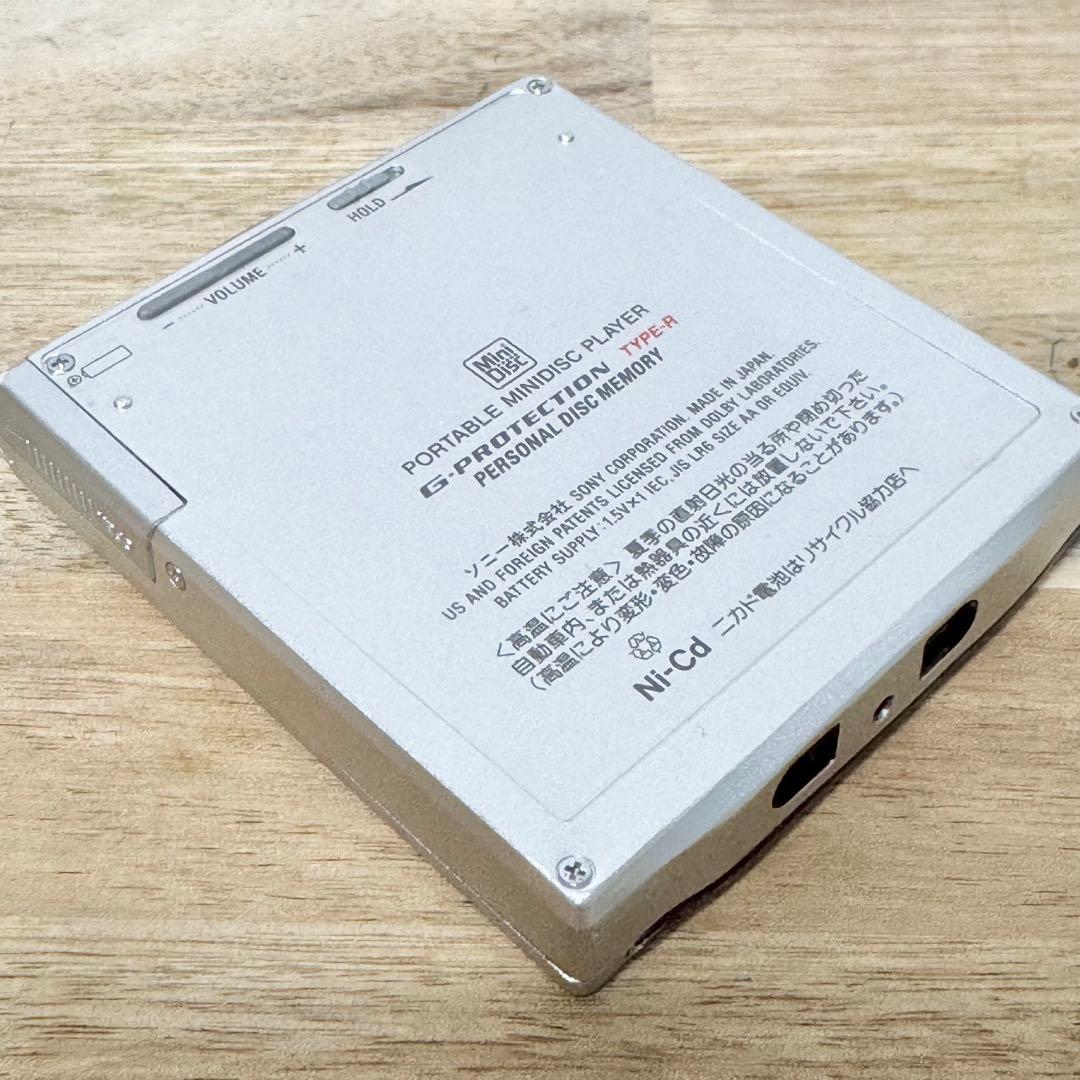 HOLD
− VOLUME +
Mini
Disc
PORTABLE MINIDISC PLAYER
G-PROTECTION TYPE-R
PERSONAL DISC MEMORY
ソニー株式会社 SONY CORPORATION. MADE IN JAPAN.
US AND FOREIGN PATENTS LICENSED FROM DOLBY LABORATORIES.
BATTERY SUPPLY: 1.5V×1 IEC, JIS LR6 SIZE AA OR EQUIV.
〈高温にご注意〉 夏季の直射日光の当る所や閉め切った
自動車内、または熱器具の近くには放置しないで下さい。
(高温により変形・変色・故障の原因になることがあります。)
Ni-Cd ニカド電池はリサイクル協力店へ